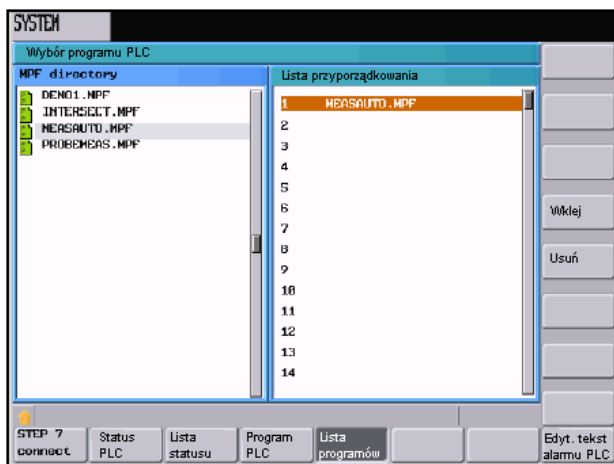 SYSTEM
Wybór programu PLC
MPF directory
DEMO1.MPF
INTERSECT.MPF
MEASAUTO.MPF
PROBEMEAS.MPF
Lista przyporządkowania
1 MEASAUTO.MPF
2
3
4
5
6
7
8
9
10
11
12
13
14
Wklej
Usuń
STEP 7
connect
Status
PLC
Lista
statusu
Program
PLC
Lista
programów
Edyt. tekst
alarmu PLC